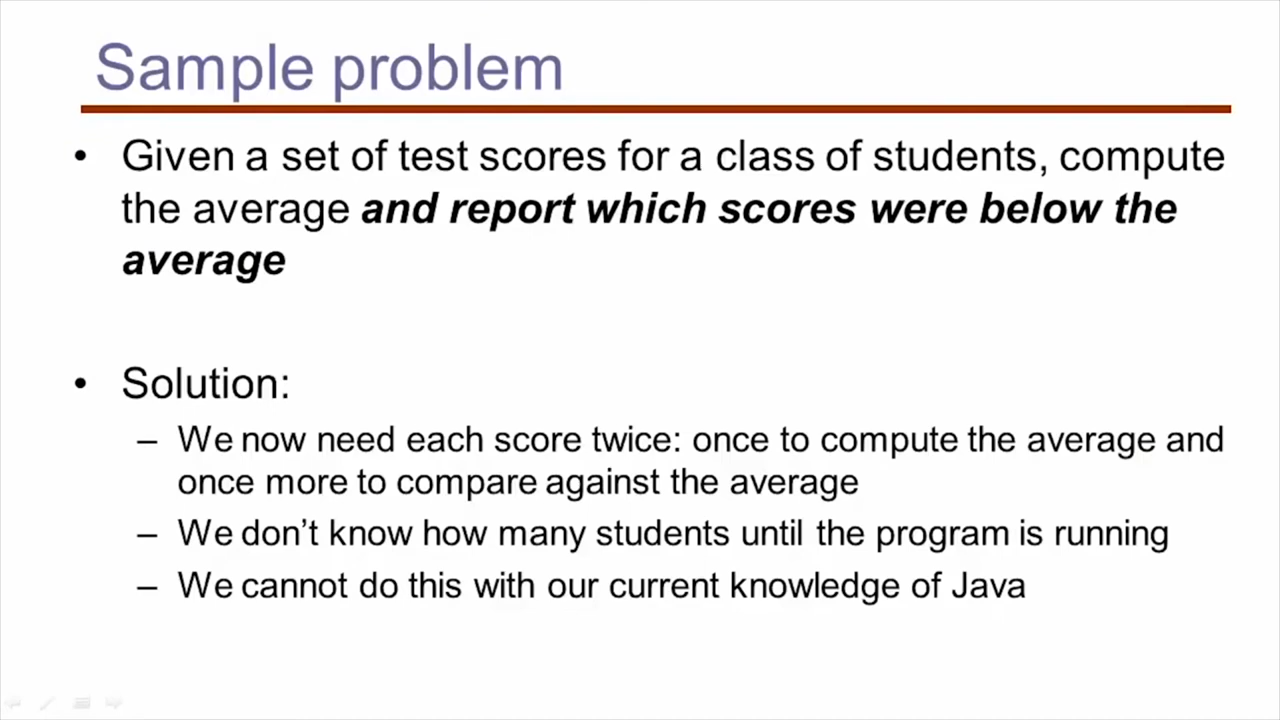 Sample problem
• Given a set of test scores for a class of students, compute
the average and report which scores were below the
average
• Solution:
– We now need each score twice: once to compute the average and
once more to compare against the average
– We don’t know how many students until the program is running
– We cannot do this with our current knowledge of Java